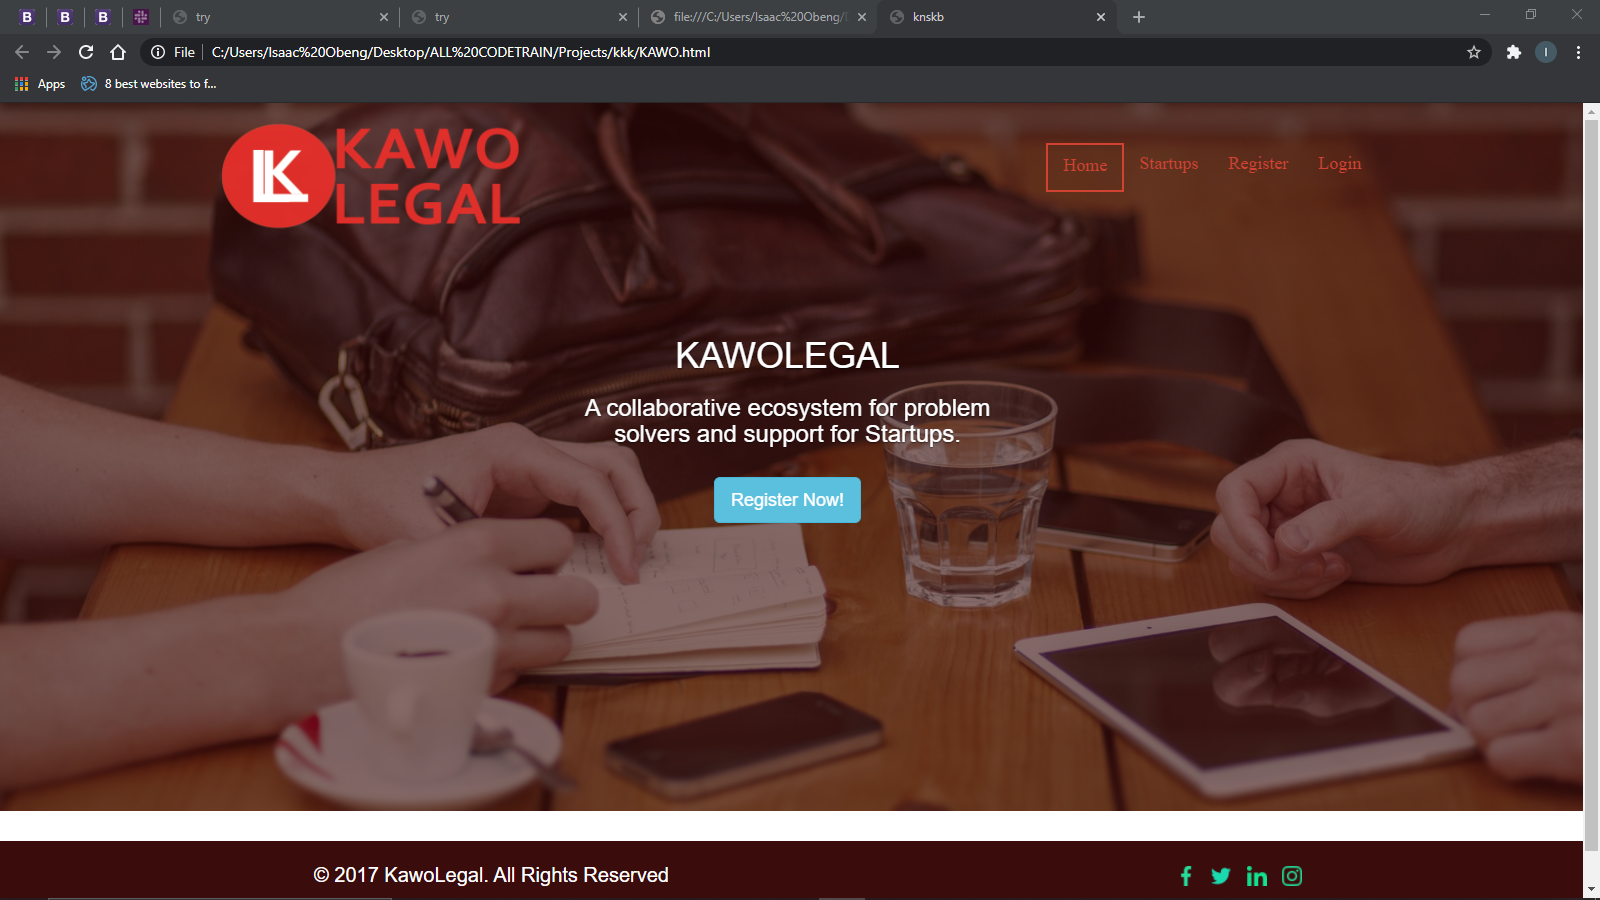 B
B
B
try
try
file:///C:/Users/Isaac%20Obeng/
knskb
File
C:/Users/Isaac%20Obeng/Desktop/ALL%20CODETRAIN/Projects/kkk/KAWO.html
I
Apps
8 best websites to f...
LK
KAWO
LEGAL
Home
Startups
Register
Login
KAWOLEGAL
A collaborative ecosystem for problem
solvers and support for Startups.
Register Now!
© 2017 KawoLegal. All Rights Reserved